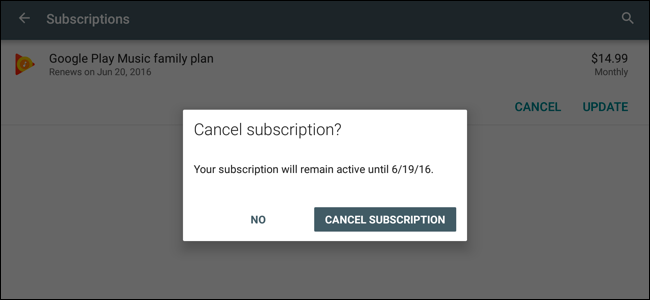 Subscriptions
Google Play Music family plan
$14.99
Renews on Jun 20, 2016
Monthly
CANCEL
UPDATE
Cancel subscription?
Your subscription will remain active until 6/19/16.
NO
CANCEL SUBSCRIPTION